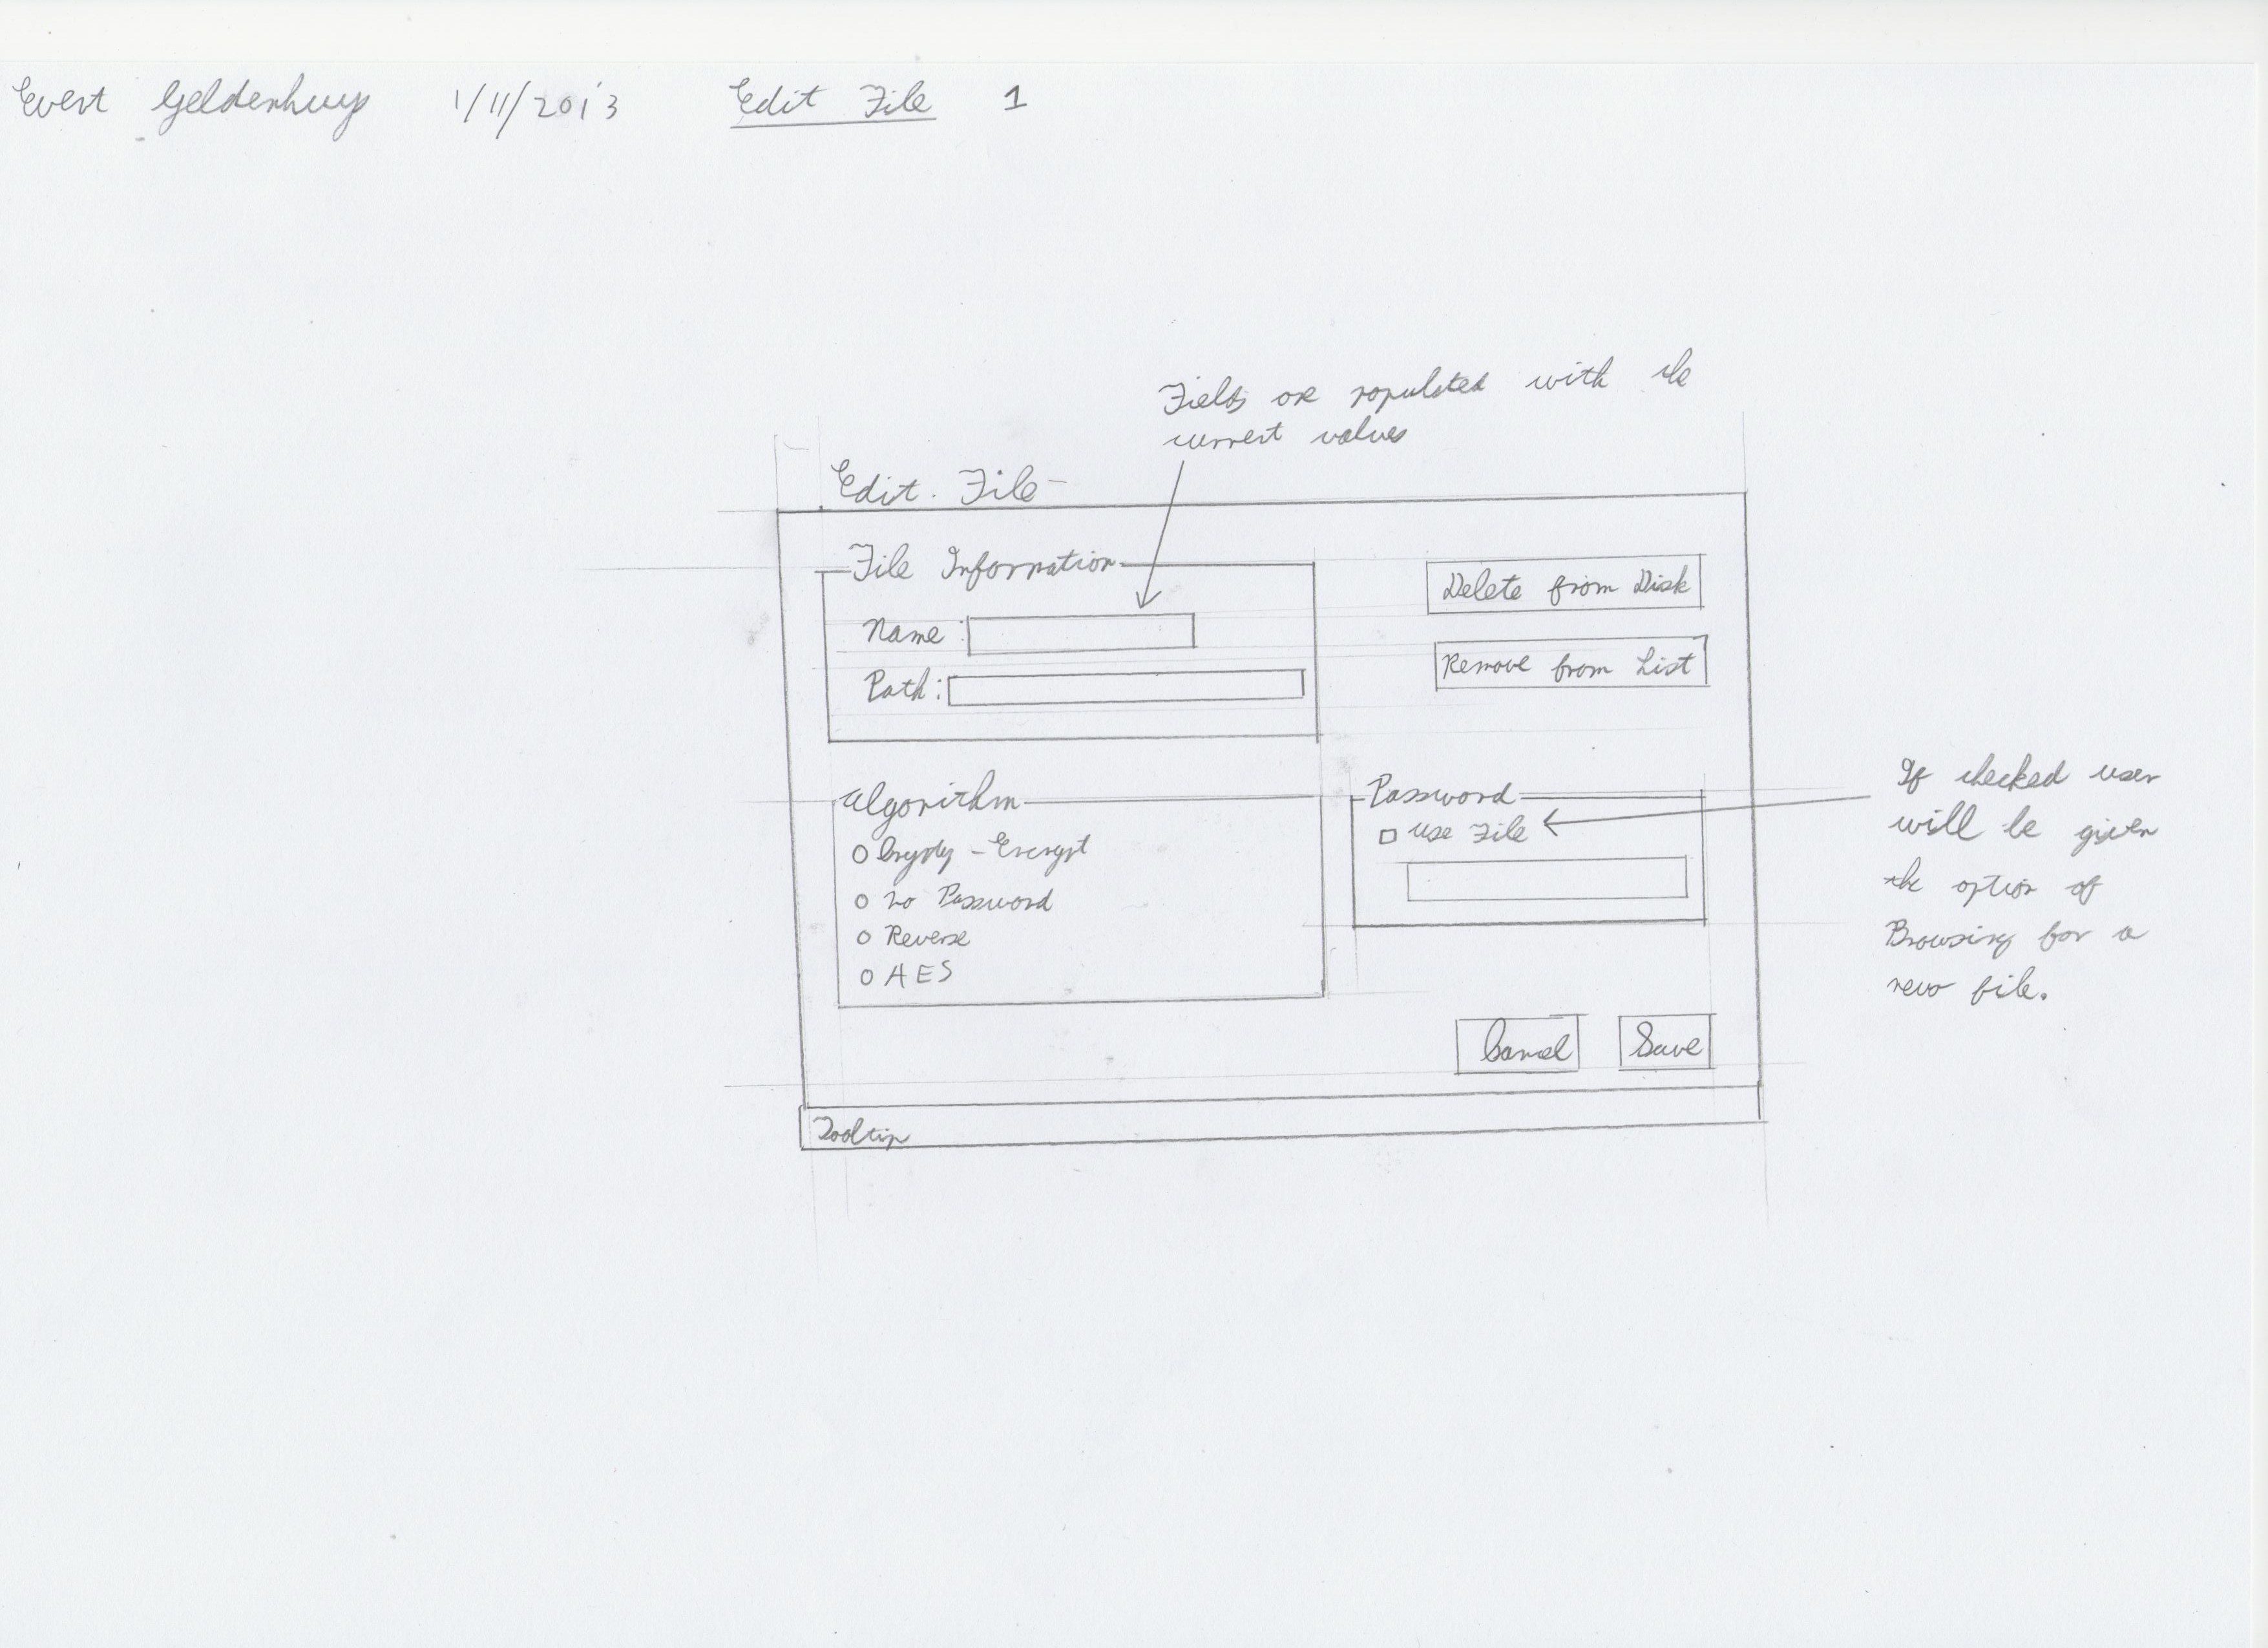 Evert Geldenhuys 1/11/2013 Edit File 1
Fields are populated with the
current values
Edit File
File Information
Name :
Path :
Delete from Disk
Remove from List
Algorithm
Crypty - Encrypt
No Password
Reverse
AES
Password
Use File
If checked user
will be given
the option of
Browsing for a
new file.
Cancel
Save
Tooltip